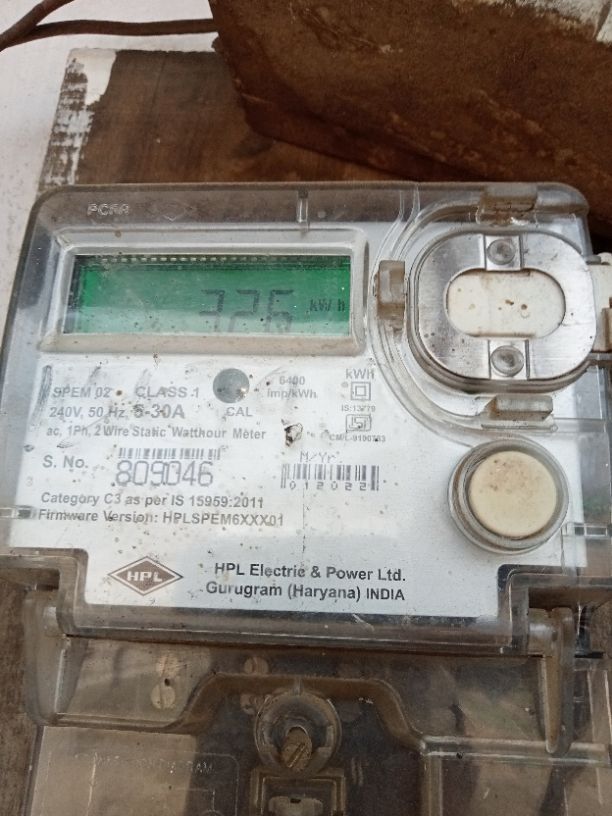 326 kWh
SPEM 02 CLASS 1 6400 imp/kWh kWh
240V, 50 Hz 5-30A CAL IS:13779
ac, 1Ph, 2 Wire Static Watthour Meter CM/L-9100783
S. No. 809046 M/Yr 012022
Category C3 as per IS 15959:2011
Firmware Version: HPLSPEM6XXX01
HPL HPL Electric & Power Ltd.
Gurugram (Haryana) INDIA